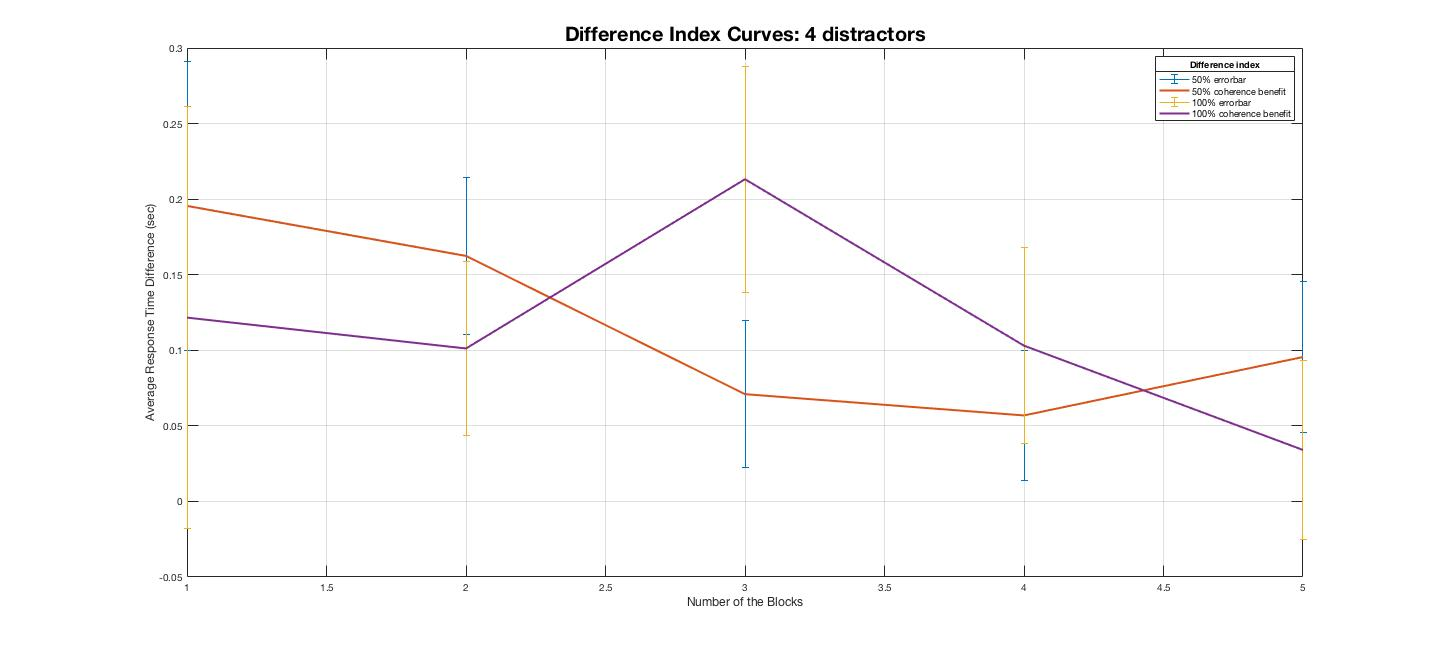 Difference Index Curves: 4 distractors
Difference index
50% errorbar
50% coherence benefit
100% errorbar
100% coherence benefit
Average Response Time Difference (sec)
0.3
0.25
0.2
0.15
0.1
0.05
0
-0.05
1 1.5 2 2.5 3 3.5 4 4.5 5
Number of the Blocks